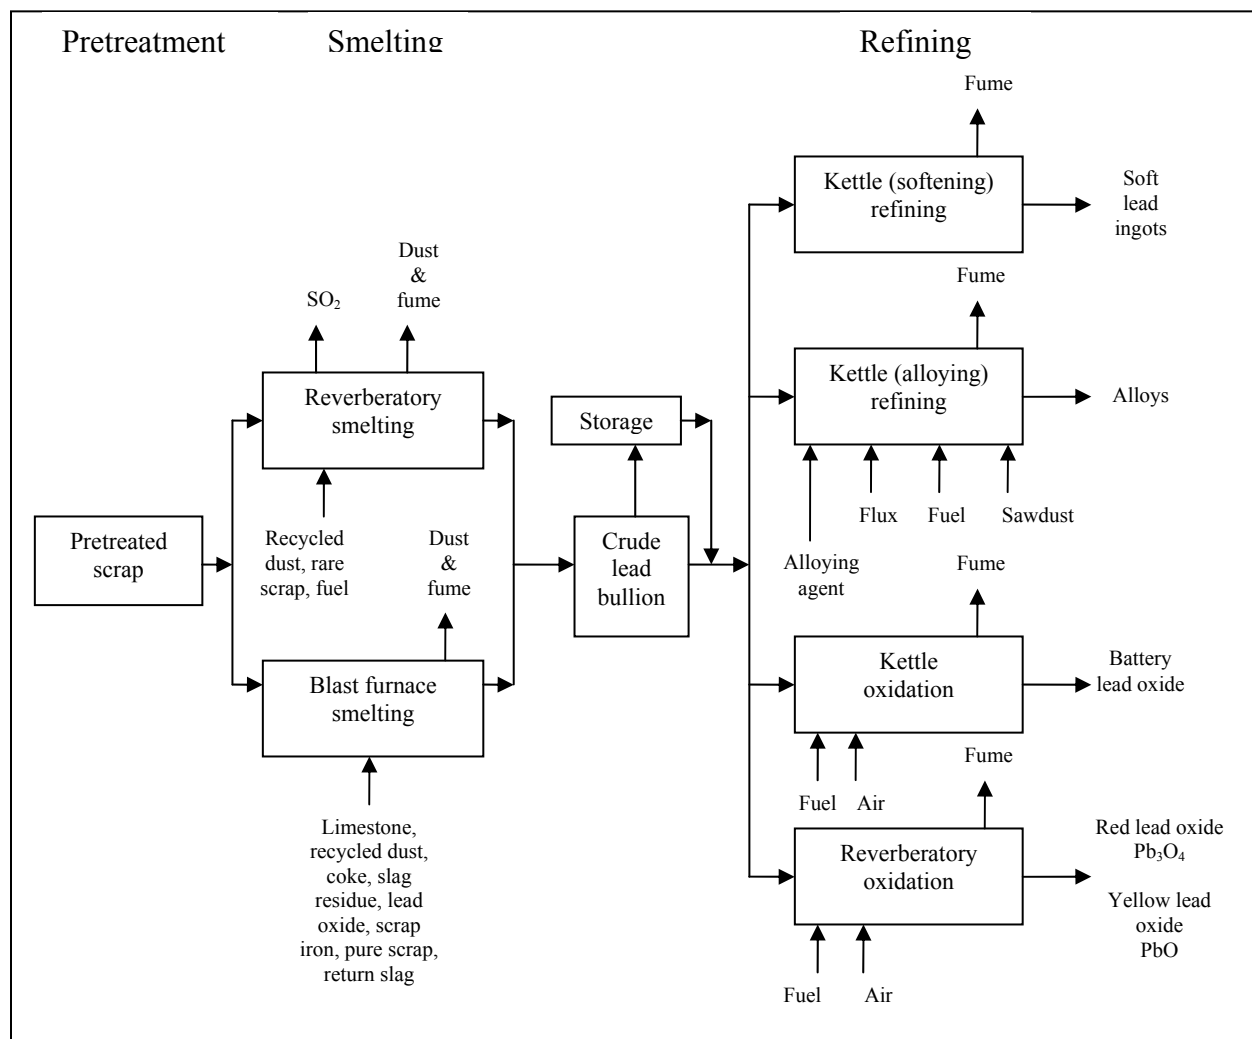 Pretreatment
Smelting
Refining
Fume
Kettle (softening)
refining
Soft
lead
ingots
Dust
&
fume
SO₂
Fume
Reverberatory
smelting
Kettle (alloying)
refining
Alloys
Storage
Pretreated
scrap
Recycled
dust, rare
scrap, fuel
Dust
&
fume
Crude
lead
bullion
Flux
Fuel
Sawdust
Alloying
agent
Fume
Blast furnace
smelting
Kettle
oxidation
Battery
lead oxide
Fume
Fuel
Air
Limestone,
recycled dust,
coke, slag
residue, lead
oxide, scrap
iron, pure scrap,
return slag
Reverberatory
oxidation
Red lead oxide
Pb₃O₄
Yellow lead
oxide
PbO
Fuel
Air